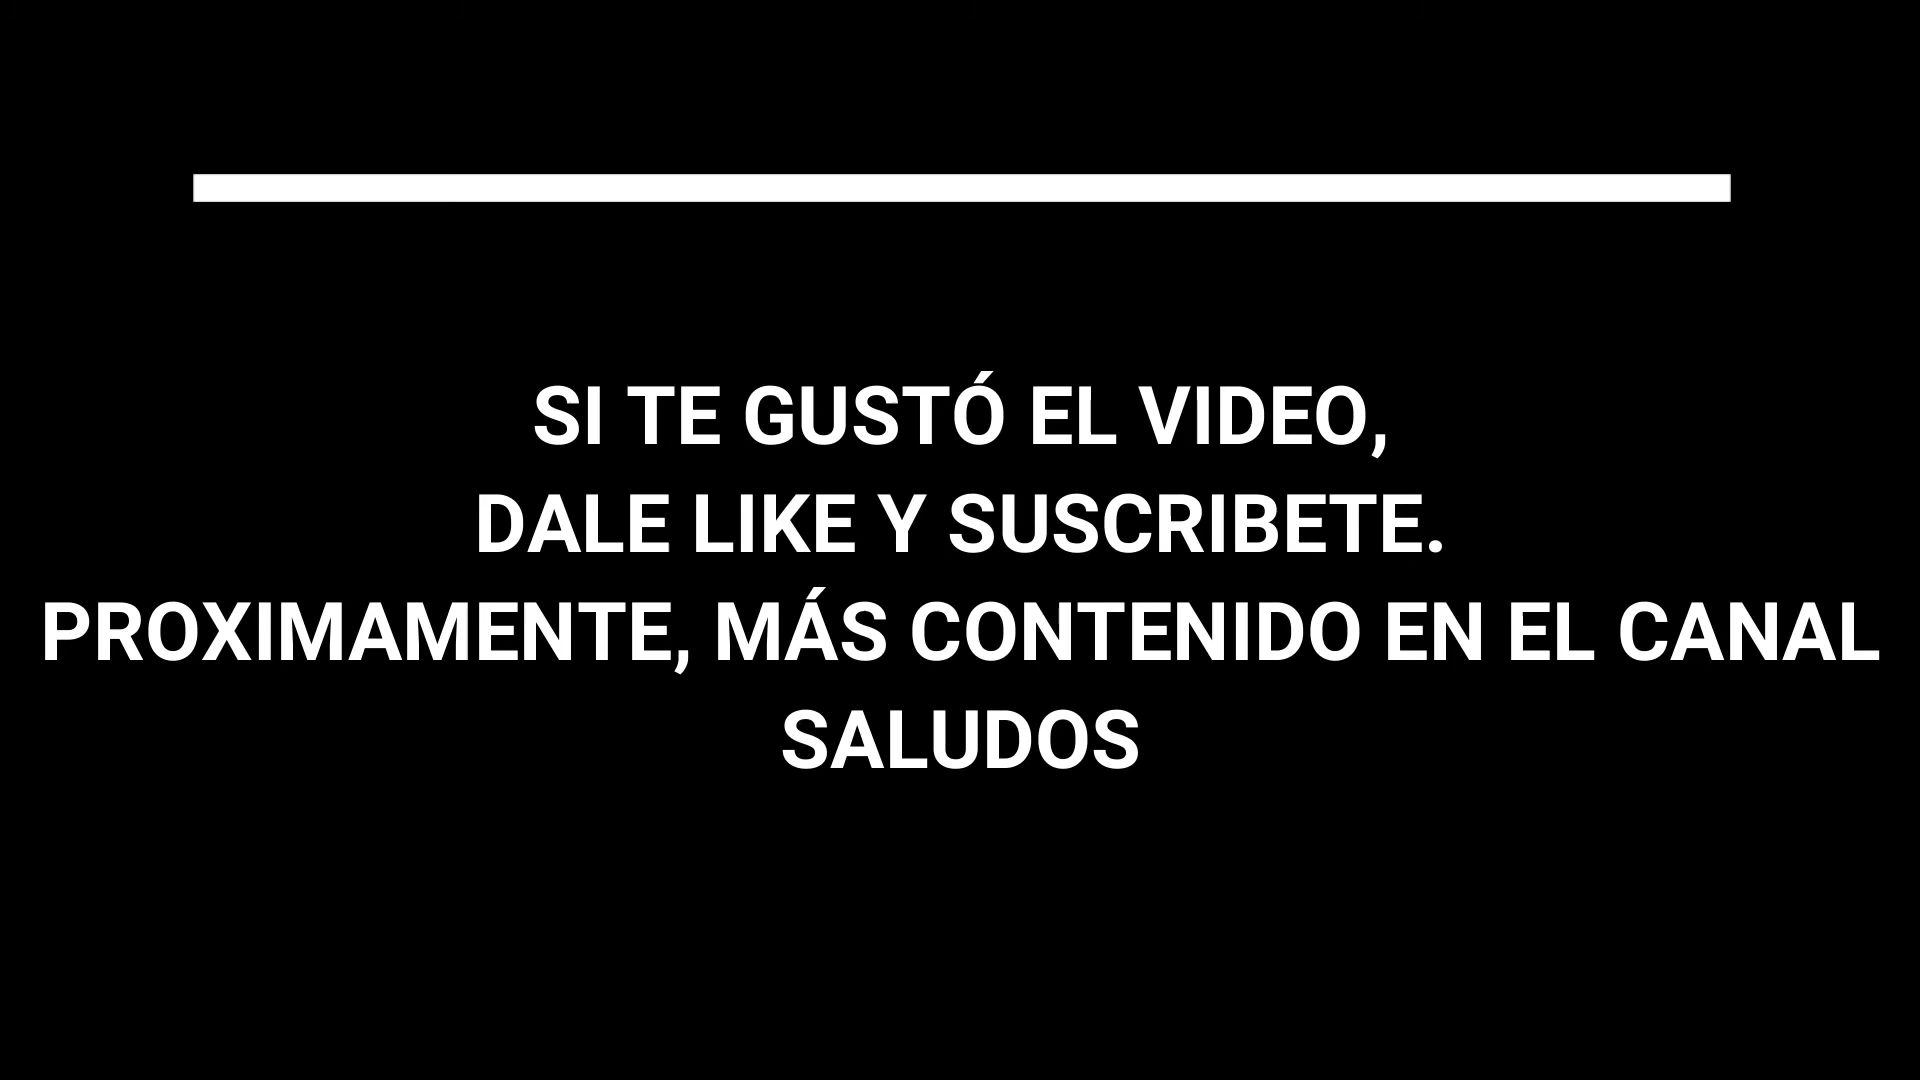 SI TE GUSTÓ EL VIDEO,
DALE LIKE Y SUSCRIBETE.
PROXIMAMENTE, MÁS CONTENIDO EN EL CANAL
SALUDOS